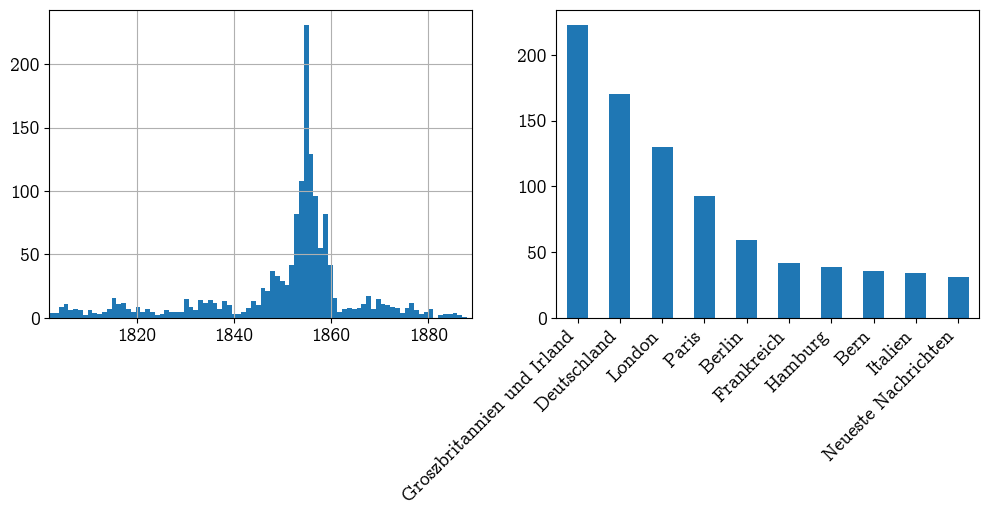 200
150
100
50
0
1820
1840
1860
1880
200
150
100
50
0
Groszbritannien und Irland
Deutschland
London
Paris
Berlin
Frankreich
Hamburg
Bern
Italien
Neueste Nachrichten